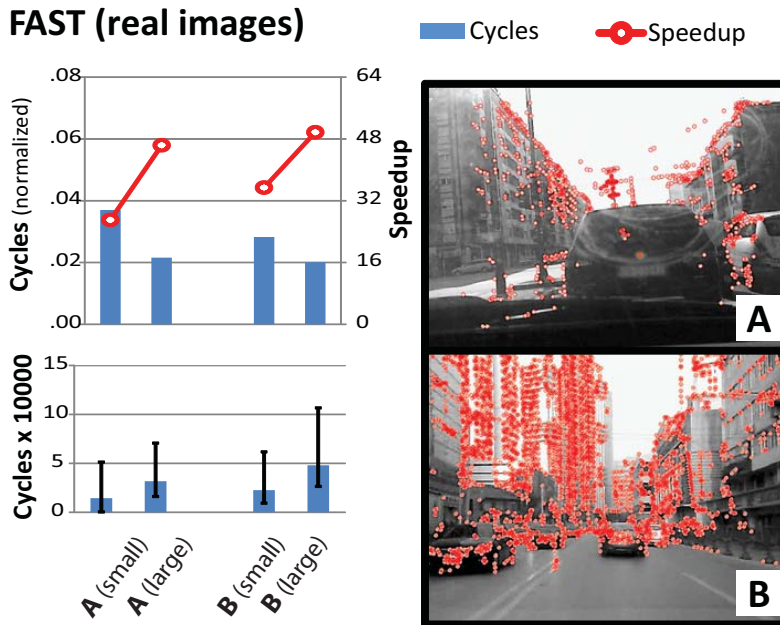 FAST (real images)
Cycles
Speedup
Cycles (normalized)
.08
.06
.04
.02
.00
64
48
32
16
0
Speedup
Cycles x 10000
15
10
5
0
A (small)
A (large)
B (small)
B (large)
A
B